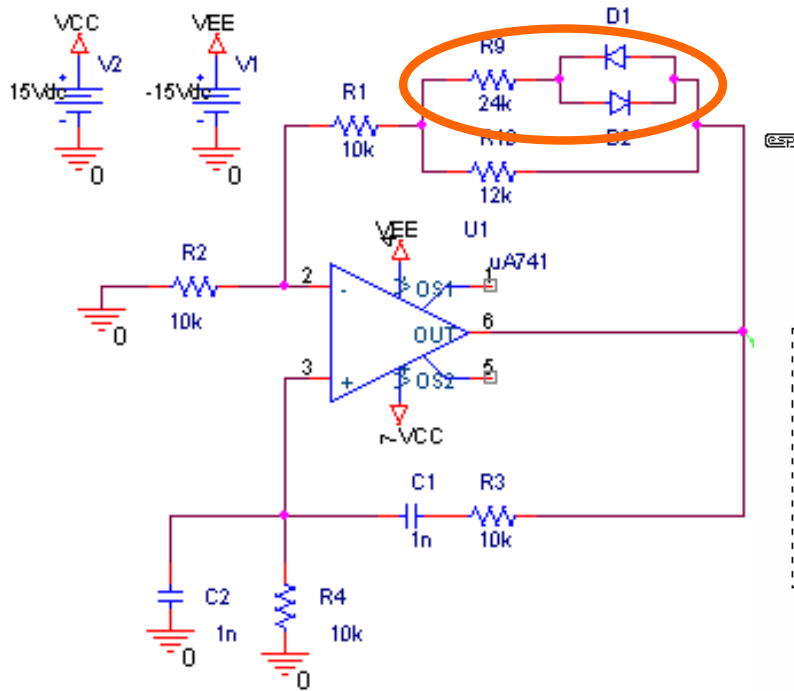 VCC
V2
15Vdc
0
VEE
V1
-15Vdc
0
R9
24k
D1
D2
R1
10k
12k
R2
10k
0
VEE
U1
uA741
2
-
OS1
1
OUT
6
3
+
OS2
5
VCC
C1
1n
R3
10k
C2
1n
0
R4
10k
0